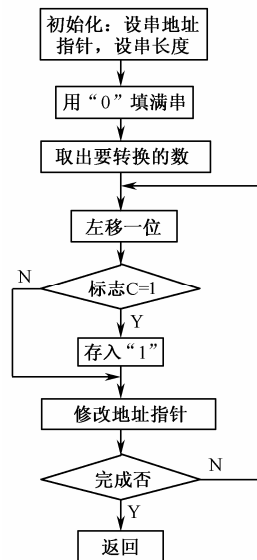 初始化：设串地址
指针，设串长度
用“0”填满串
取出要转换的数
左移一位
N
标志C=1
Y
存入“1”
修改地址指针
完成否
N
Y
返回